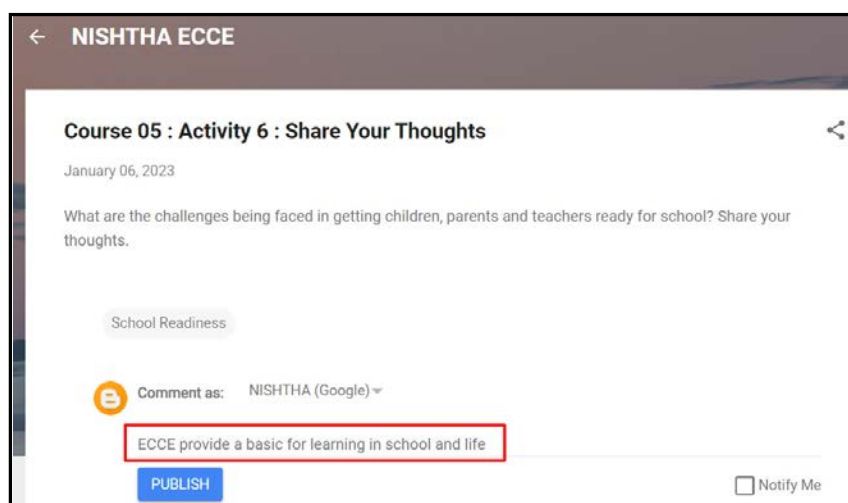 NISHTHA ECCE
Course 05 : Activity 6 : Share Your Thoughts
January 06, 2023
What are the challenges being faced in getting children, parents and teachers ready for school? Share your
thoughts.
School Readiness
Comment as: NISHTHA (Google)
ECCE provide a basic for learning in school and life
PUBLISH
Notify Me